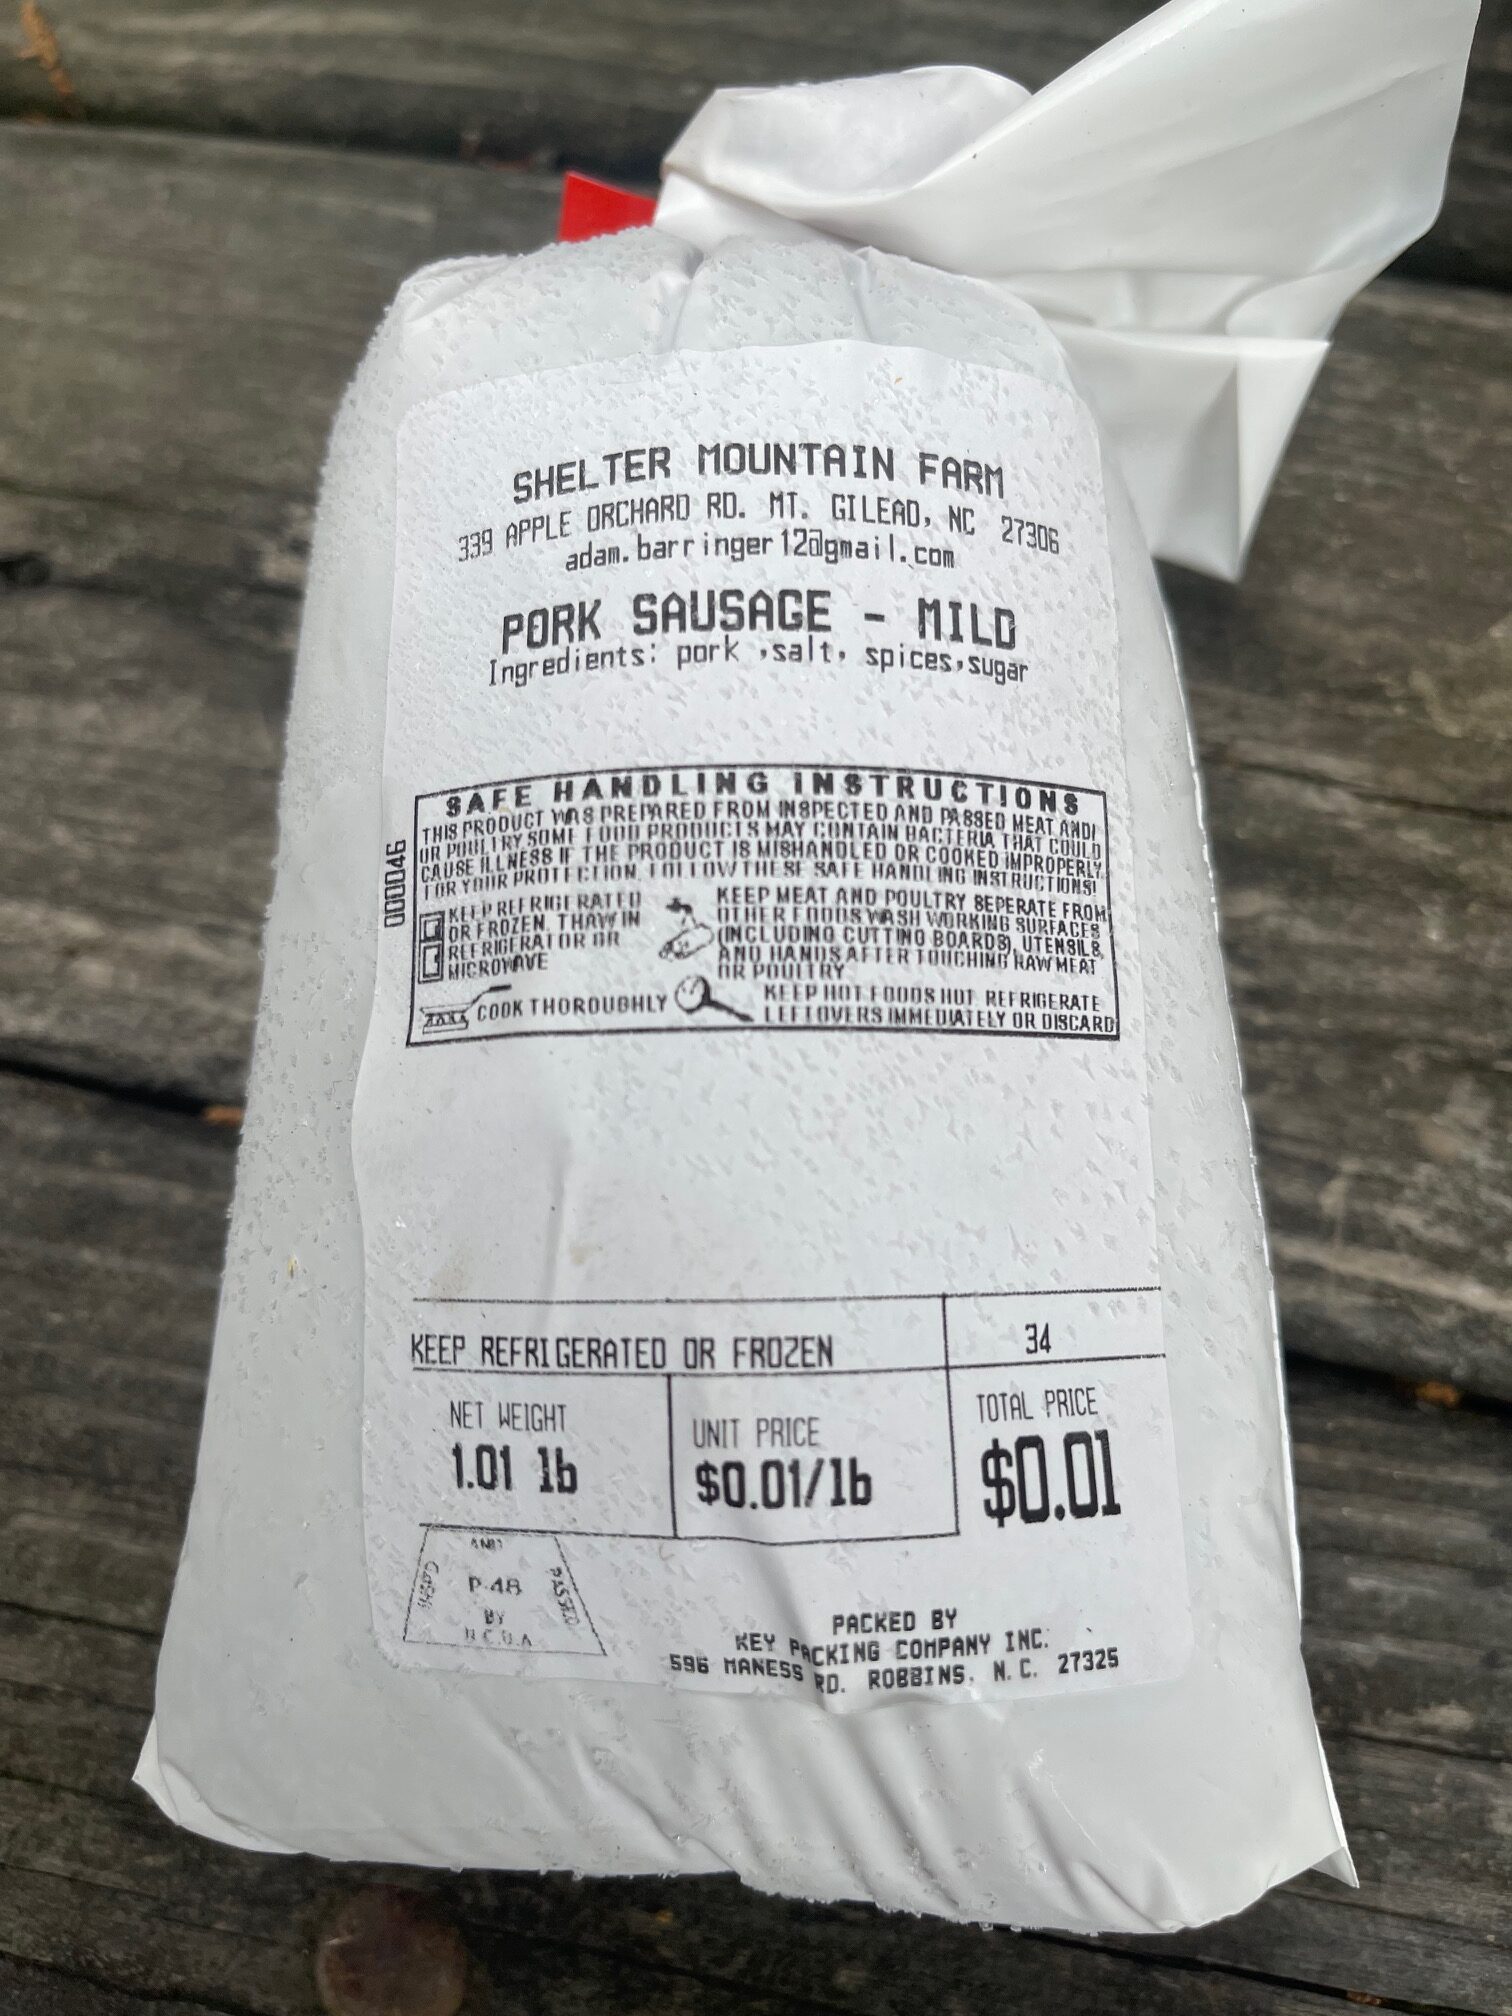 SHELTER MOUNTAIN FARM
339 APPLE ORCHARD RD. MT. GILEAD, NC 27306
adam.barringer12@gmail.com
PORK SAUSAGE - MILD
Ingredients: pork ,salt, spices,sugar
000046
SAFE HANDLING INSTRUCTIONS
THIS PRODUCT WAS PREPARED FROM INSPECTED AND PASSED MEAT AND/
OR POULTRY SOME FOOD PRODUCTS MAY CONTAIN BACTERIA THAT COULD
CAUSE ILLNESS IF THE PRODUCT IS MISHANDLED OR COOKED IMPROPERLY.
FOR YOUR PROTECTION, FOLLOW THESE SAFE HANDLING INSTRUCTIONS!
KEEP REFRIGERATED
OR FROZEN. THAW IN
REFRIGERATOR OR
MICROWAVE
KEEP MEAT AND POULTRY SEPERATE FROM
OTHER FOODS WASH WORKING SURFACES
(INCLUDING CUTTING BOARDS), UTENSILS,
AND HANDS AFTER TOUCHING RAW MEAT
OR POULTRY
COOK THOROUGHLY
KEEP HOT FOODS HOT REFRIGERATE
LEFTOVERS IMMEDIATELY OR DISCARD
KEEP REFRIGERATED OR FROZEN
34
NET WEIGHT
1.01 lb
UNIT PRICE
$0.01/lb
TOTAL PRICE
$0.01
AND
PASSED
P-48
BY
PACKED BY
KEY PACKING COMPANY INC.
596 MANESS RD. ROBBINS, N.C. 27325